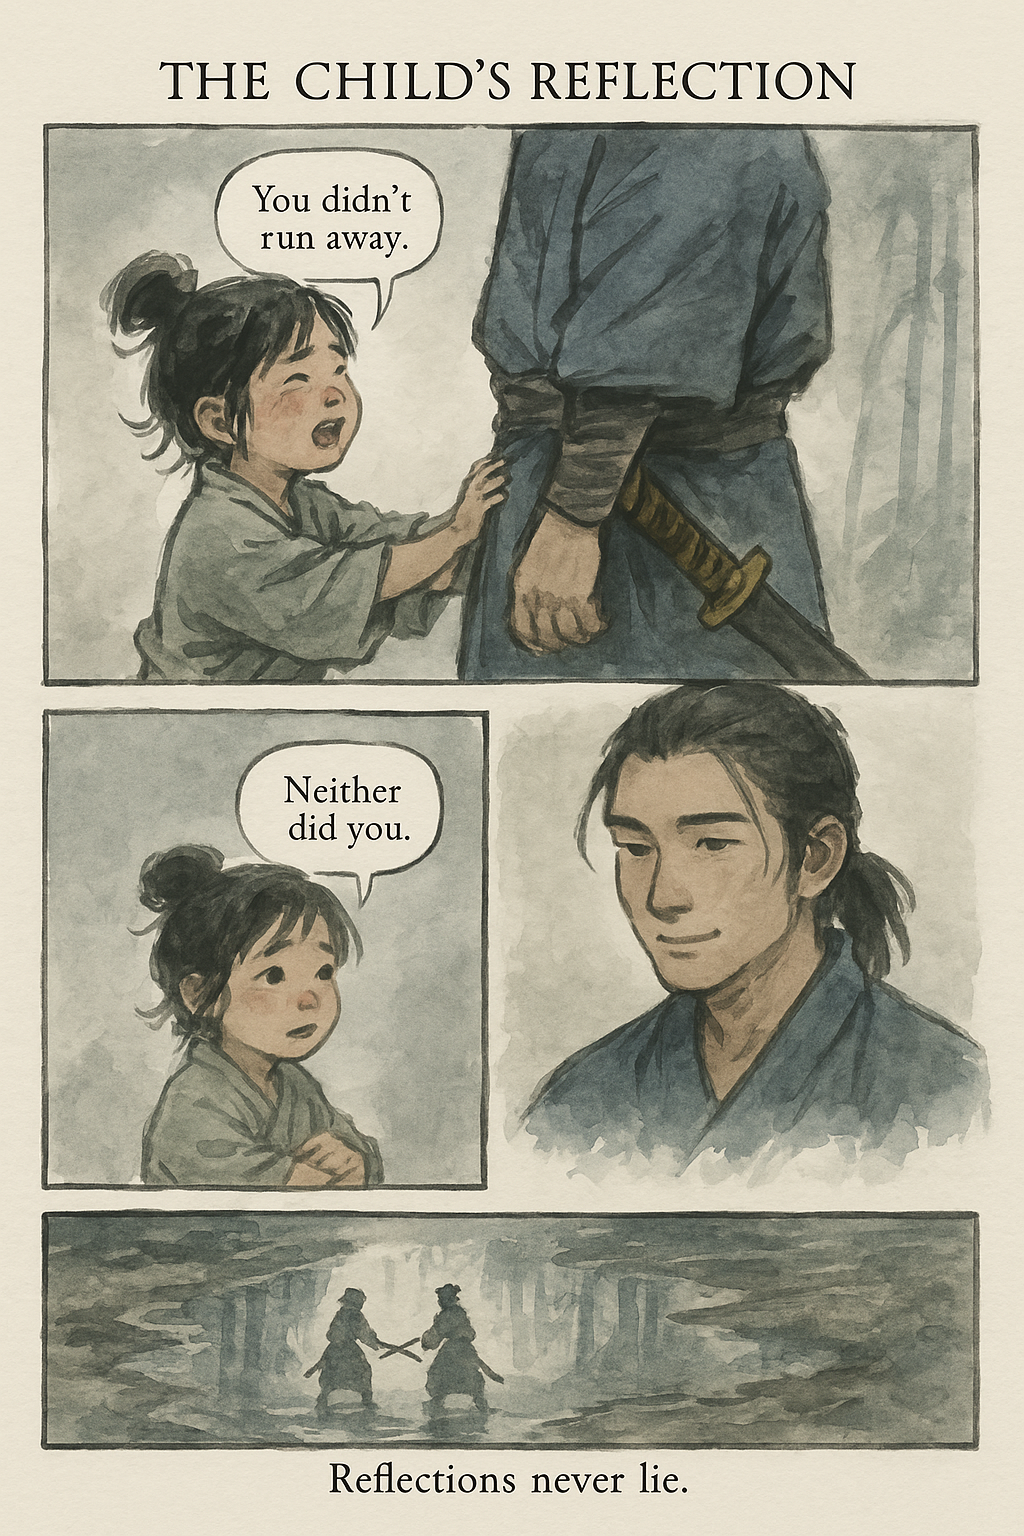 THE CHILD'S REFLECTION
You didn't
run away.
Neither
did you.
Reflections never lie.